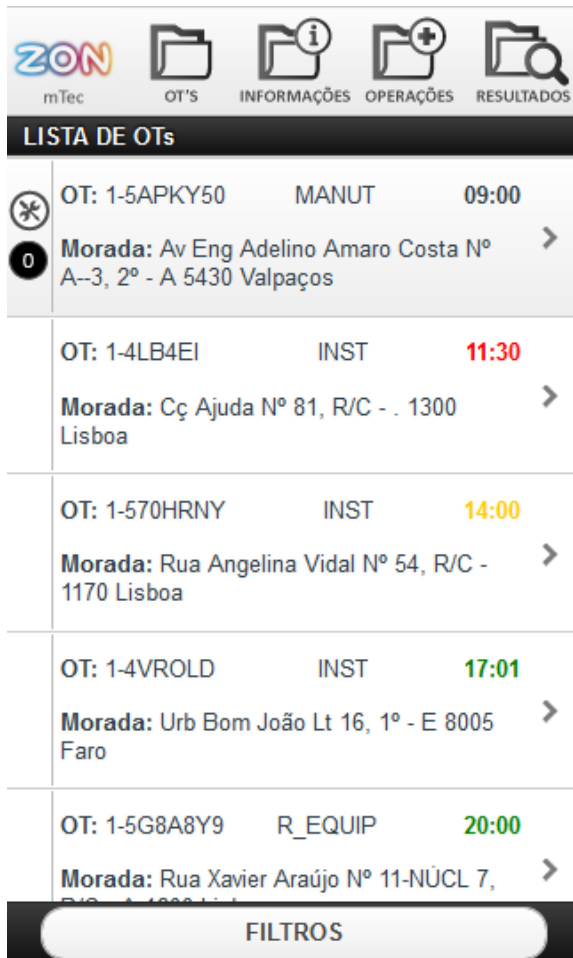 ZON
mTec
OT'S
INFORMAÇÕES
OPERAÇÕES
RESULTADOS
LISTA DE OTs
OT: 1-5APKY50 MANUT 09:00
0
Morada: Av Eng Adelino Amaro Costa Nº
A--3, 2º - A 5430 Valpaços
OT: 1-4LB4EI INST 11:30
Morada: Cç Ajuda Nº 81, R/C - . 1300
Lisboa
OT: 1-570HRNY INST 14:00
Morada: Rua Angelina Vidal Nº 54, R/C -
1170 Lisboa
OT: 1-4VROLD INST 17:01
Morada: Urb Bom João Lt 16, 1º - E 8005
Faro
OT: 1-5G8A8Y9 R_EQUIP 20:00
Morada: Rua Xavier Araújo Nº 11-NÚCL 7,
FILTROS